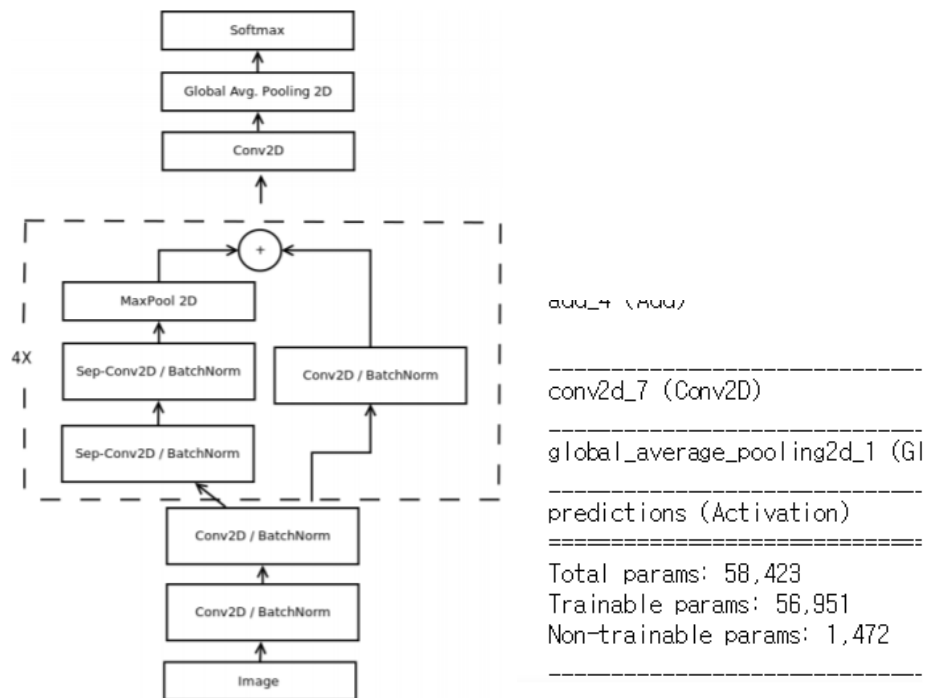 Softmax
Global Avg. Pooling 2D
Conv2D
+
MaxPool 2D
4X
Sep-Conv2D / BatchNorm
Conv2D / BatchNorm
Sep-Conv2D / BatchNorm
Conv2D / BatchNorm
Conv2D / BatchNorm
Image
add_4 (Add)
conv2d_7 (Conv2D)
global_average_pooling2d_1 (Gl
predictions (Activation)
Total params: 58,423
Trainable params: 56,951
Non-trainable params: 1,472